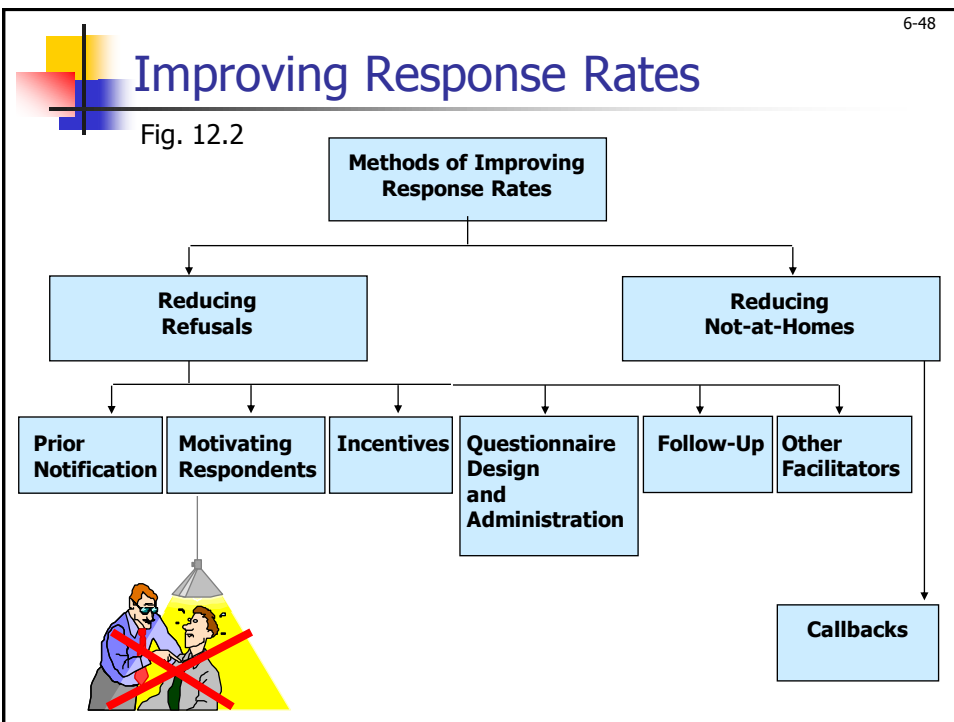 6-48
Improving Response Rates
Fig. 12.2
Methods of Improving
Response Rates
Reducing
Refusals
Reducing
Not-at-Homes
Prior
Notification
Motivating
Respondents
Incentives
Questionnaire
Design
and
Administration
Follow-Up
Other
Facilitators
Callbacks